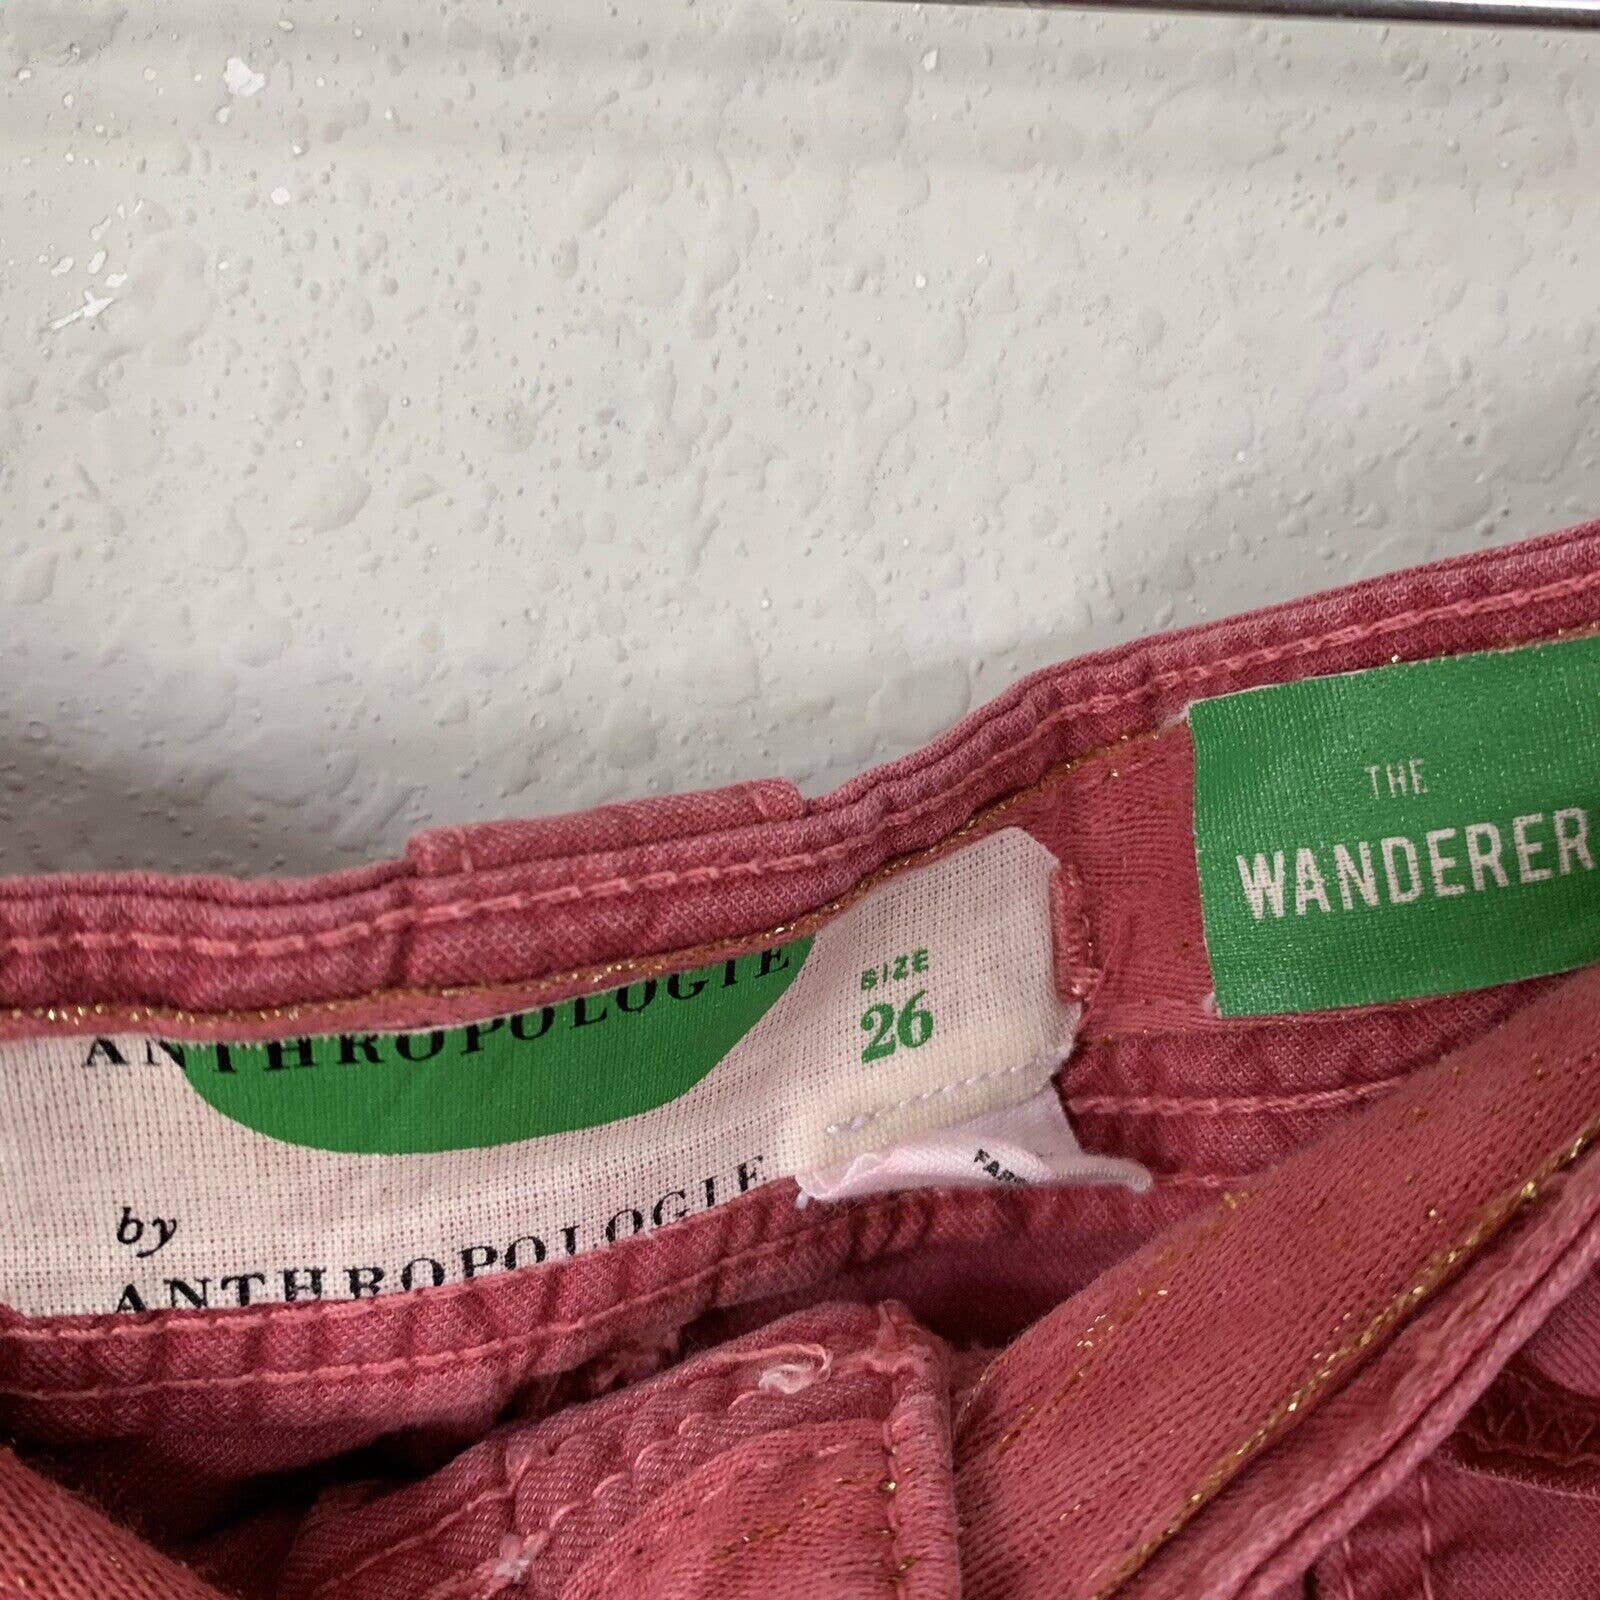 ANTHROPOLOGIE
by
ANTHROPOLOGIE
SIZE
26
THE
WANDERER